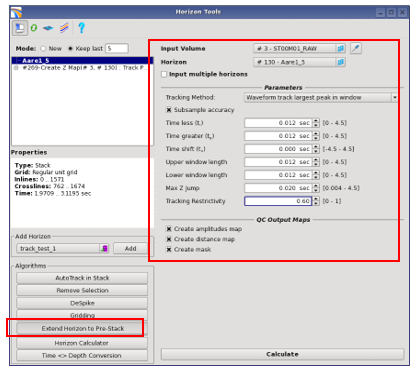 Horizon Tools
Mode: New Keep last 5
Aare1_5
#269-Create Z Map(# 5, # 130) : Track P...
Properties
Type: Stack
Grid: Regular unit grid
Inlines: 0 .. 1571
Crosslines: 762 .. 1674
Time: 1.9709 .. 3.1195 sec
Add Horizon
track_test_1 Add
Algorithms
AutoTrack in Stack
Remove Selection
DeSpike
Gridding
Extend Horizon to Pre-Stack
Horizon Calculator
Time <> Depth Conversion
Input Volume # 3 - ST00M01_RAW
Horizon # 130 - Aare1_5
Input multiple horizons
Parameters
Tracking Method: Waveform track largest peak in window
Subsample accuracy
Time less (t,) 0.012 sec [0 - 4.5]
Time greater (t,) 0.012 sec [0 - 4.5]
Time shift (t,) 0.000 sec [-4.5 - 4.5]
Upper window length 0.012 sec [0 - 4.5]
Lower window length 0.012 sec [0 - 4.5]
Max Z Jump 0.020 sec [0.004 - 4.5]
Tracking Restrictivity 0.60 [0 - 1]
QC Output Maps
Create amplitudes map
Create distance map
Create mask
Calculate